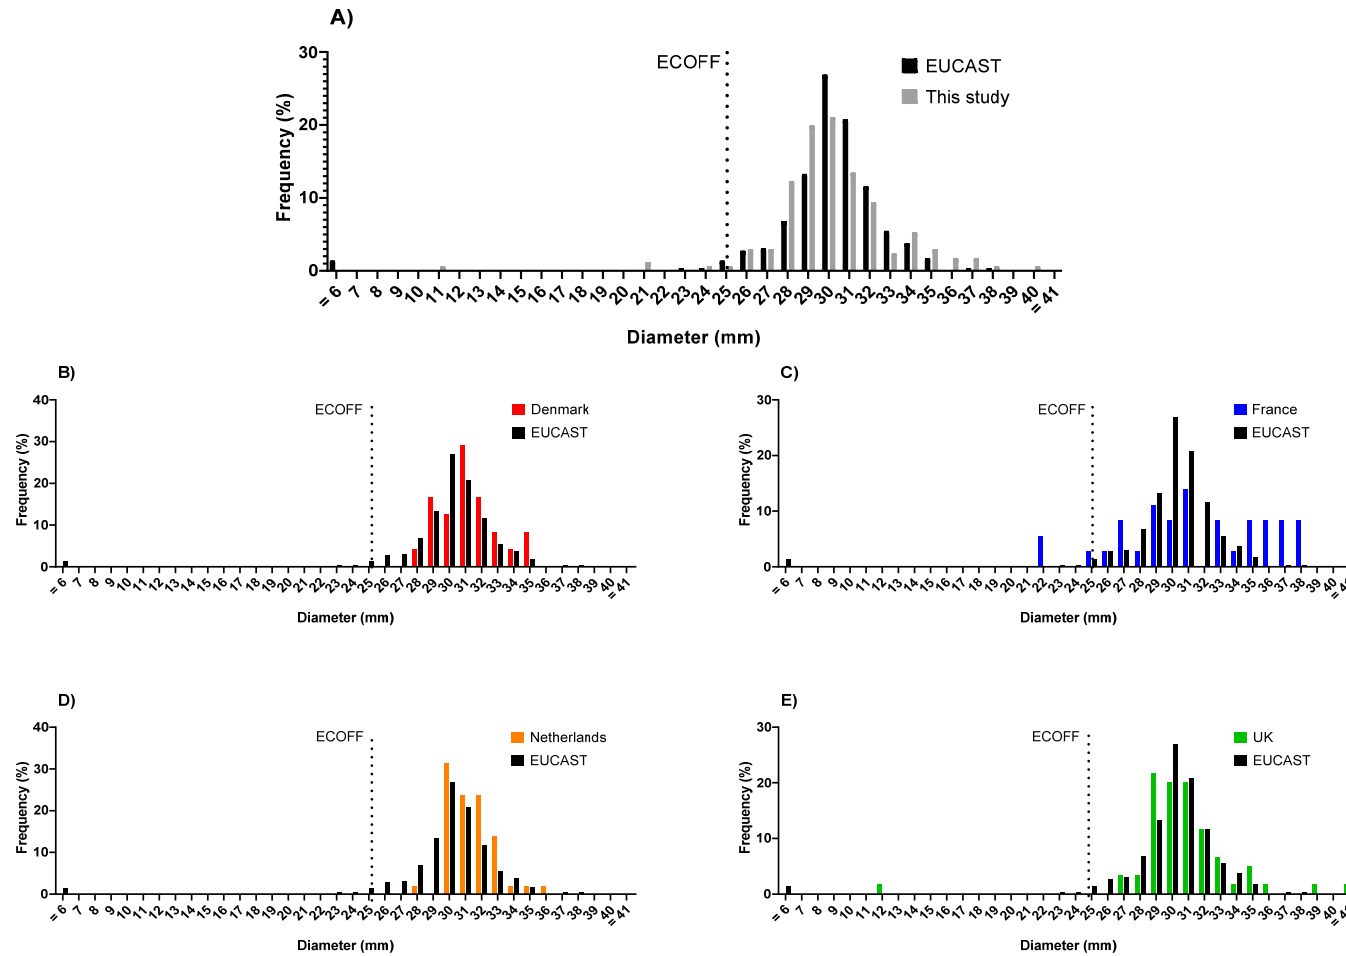 A)
ECOFF
EUCAST
This study
Frequency (%)
30
20
10
0
= 6 7 8 9 10 11 12 13 14 15 16 17 18 19 20 21 22 23 24 25 26 27 28 29 30 31 32 33 34 35 36 37 38 39 40 = 41
Diameter (mm)
B)
ECOFF
Denmark
EUCAST
Frequency (%)
40
30
20
10
0
= 6 7 8 9 10 11 12 13 14 15 16 17 18 19 20 21 22 23 24 25 26 27 28 29 30 31 32 33 34 35 36 37 38 39 40 = 41
Diameter (mm)
C)
ECOFF
France
EUCAST
Frequency (%)
30
20
10
0
= 6 7 8 9 10 11 12 13 14 15 16 17 18 19 20 21 22 23 24 25 26 27 28 29 30 31 32 33 34 35 36 37 38 39 40
Diameter (mm)
D)
ECOFF
Netherlands
EUCAST
Frequency (%)
40
30
20
10
0
= 6 7 8 9 10 11 12 13 14 15 16 17 18 19 20 21 22 23 24 25 26 27 28 29 30 31 32 33 34 35 36 37 38 39 40 = 41
Diameter (mm)
E)
ECOFF
UK
EUCAST
Frequency (%)
30
20
10
0
= 6 7 8 9 10 11 12 13 14 15 16 17 18 19 20 21 22 23 24 25 26 27 28 29 30 31 32 33 34 35 36 37 38 39 40
Diameter (mm)